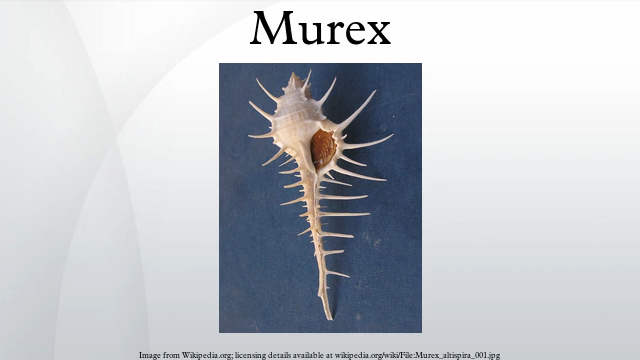 Murex
Image from Wikipedia.org; licensing details available at wikipedia.org/wiki/File:Murex_altispira_001.jpg